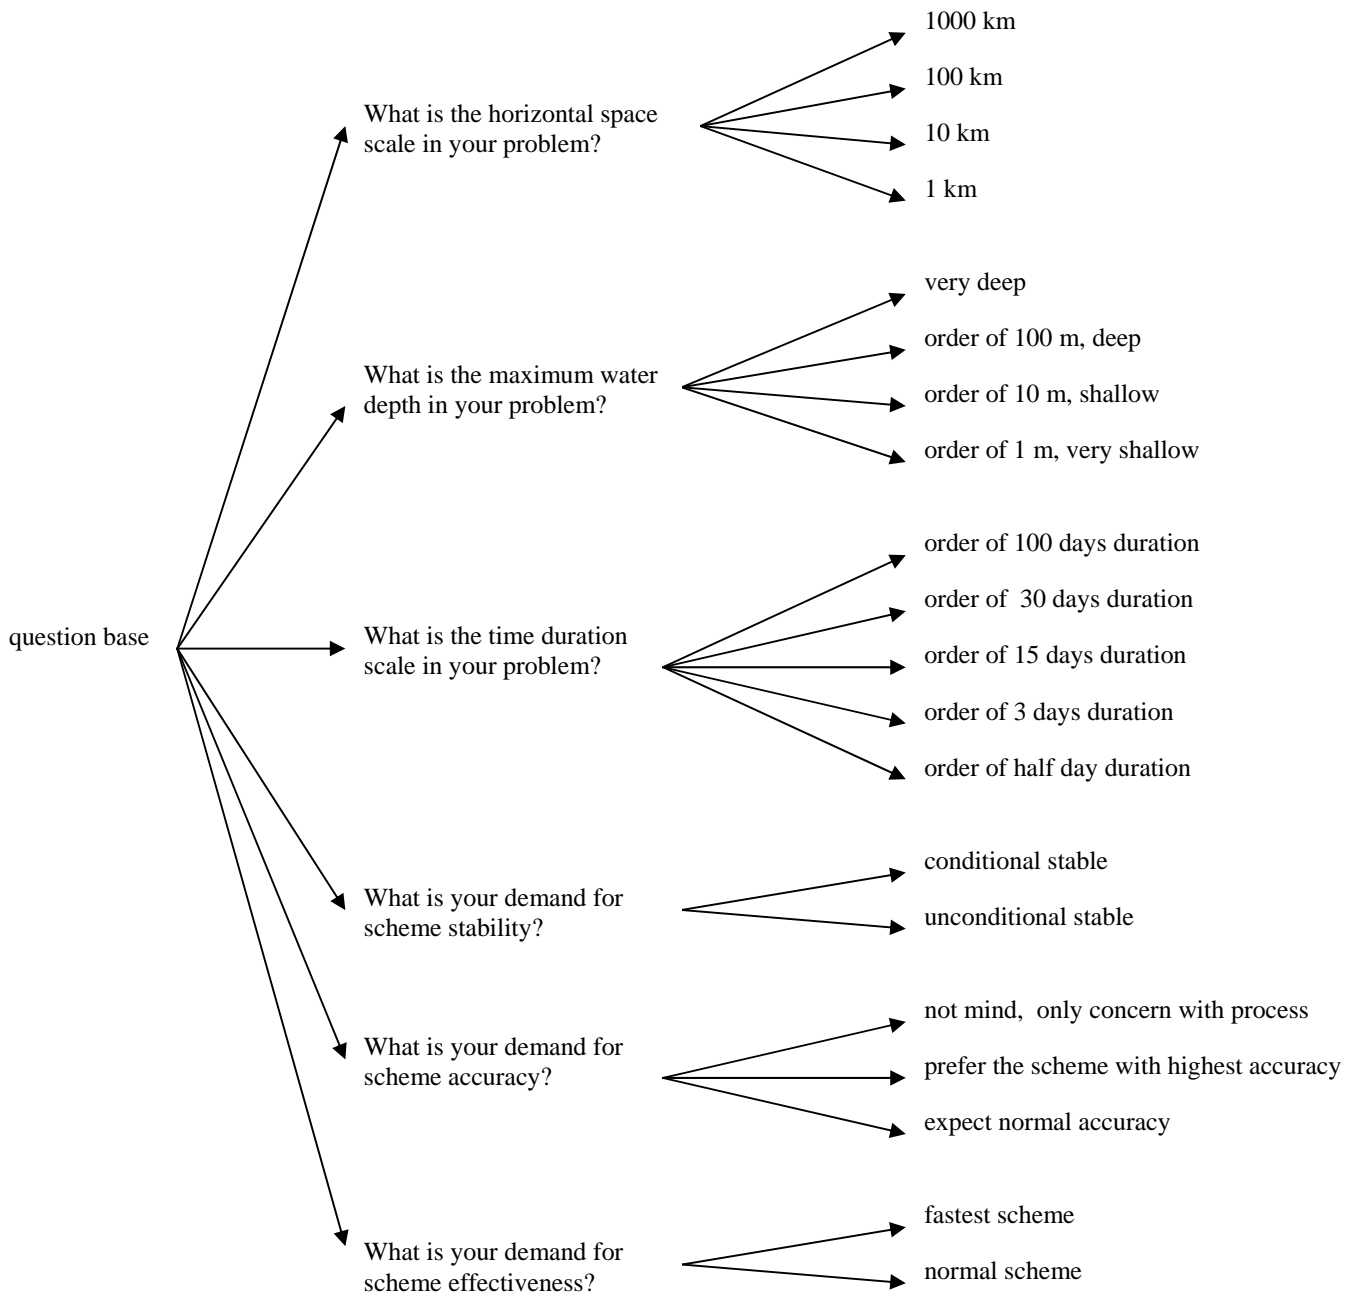 1000 km
100 km
What is the horizontal space
scale in your problem?
10 km
1 km
very deep
order of 100 m, deep
What is the maximum water
depth in your problem?
order of 10 m, shallow
order of 1 m, very shallow
order of 100 days duration
order of  30 days duration
question base
What is the time duration
scale in your problem?
order of 15 days duration
order of 3 days duration
order of half day duration
conditional stable
What is your demand for
scheme stability?
unconditional stable
not mind,  only concern with process
What is your demand for
scheme accuracy?
prefer the scheme with highest accuracy
expect normal accuracy
fastest scheme
What is your demand for
scheme effectiveness?
normal scheme